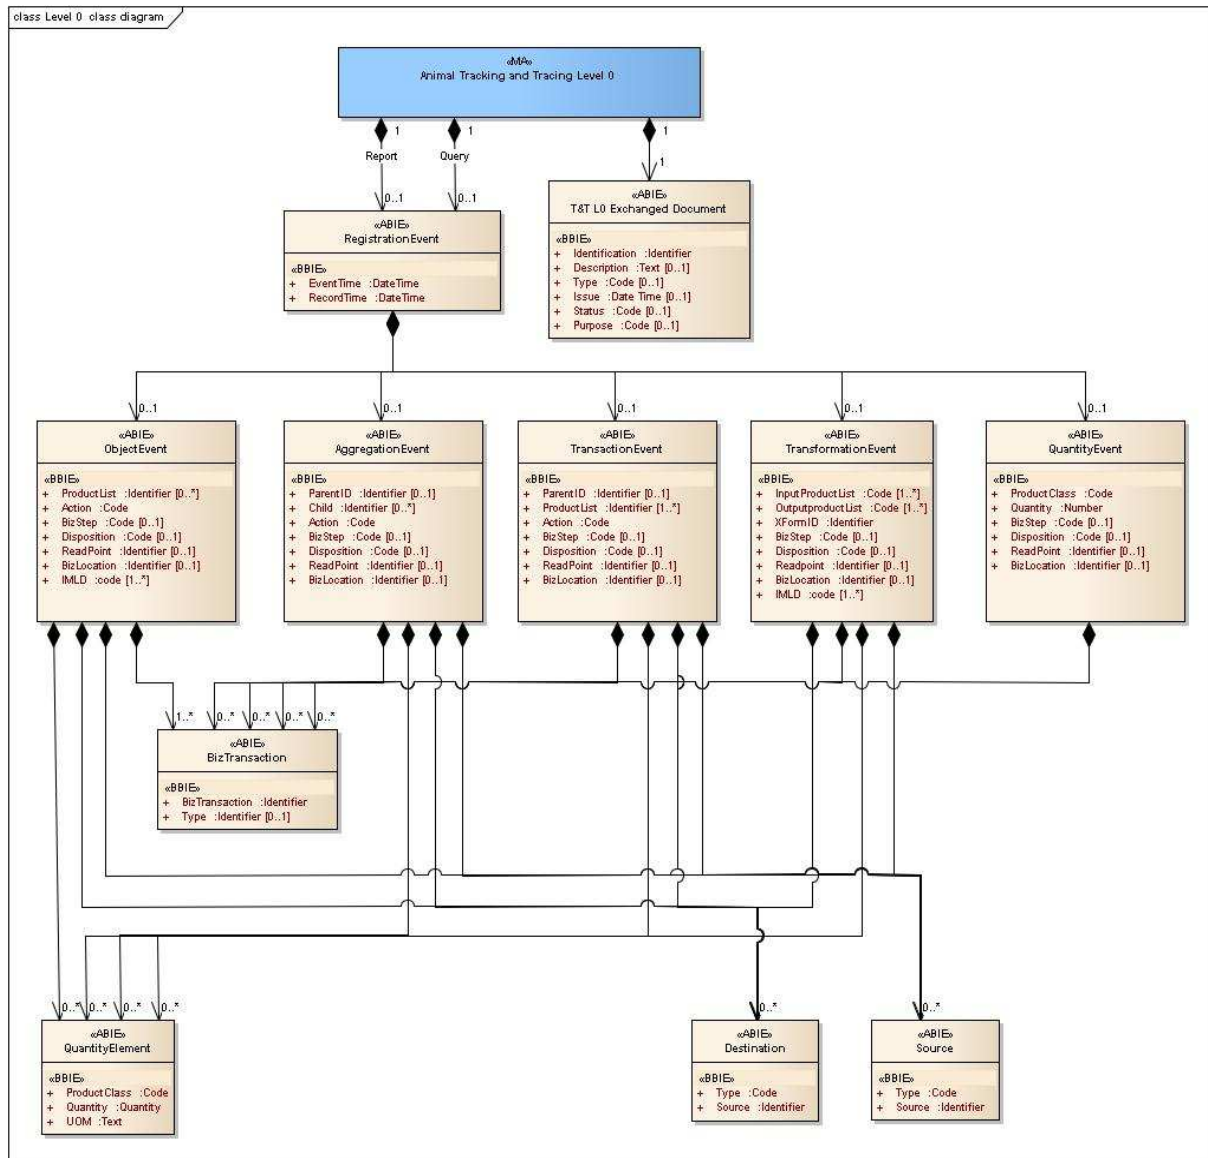 class Level 0 class diagram
«MA»
Animal Tracking and Tracing Level 0
1
1
1
Report
Query
1
0..1
0..1
«ABIE»
T&T L0 Exchanged Document
«BBIE»
+ Identification :Identifier
+ Description :Text [0..1]
+ Type :Code [0..1]
+ Issue :Date Time [0..1]
+ Status :Code [0..1]
+ Purpose :Code [0..1]
«ABIE»
RegistrationEvent
«BBIE»
+ EventTime :DateTime
+ RecordTime :DateTime
0..1
0..1
0..1
0..1
0..1
«ABIE»
ObjectEvent
«BBIE»
+ ProductList :Identifier [0..*]
+ Action :Code
+ BizStep :Code [0..1]
+ Disposition :Code [0..1]
+ ReadPoint :Identifier [0..1]
+ BizLocation :Identifier [0..1]
+ IMLD :code [1..*]
«ABIE»
AggregationEvent
«BBIE»
+ ParentID :Identifier [0..1]
+ Child :Identifier [0..*]
+ Action :Code
+ BizStep :Code [0..1]
+ Disposition :Code [0..1]
+ ReadPoint :Identifier [0..1]
+ BizLocation :Identifier [0..1]
«ABIE»
TransactionEvent
«BBIE»
+ ParentID :Identifier [0..1]
+ ProductList :Identifier [1..*]
+ Action :Code
+ BizStep :Code [0..1]
+ Disposition :Code [0..1]
+ ReadPoint :Identifier [0..1]
+ BizLocation :Identifier [0..1]
«ABIE»
TransformationEvent
«BBIE»
+ InputProductList :Code [1..*]
+ OutputproductList :Code [1..*]
+ XFormID :Identifier
+ BizStep :Code [0..1]
+ Disposition :Code [0..1]
+ Readpoint :Identifier [0..1]
+ BizLocation :Identifier [0..1]
+ IMLD :code [1..*]
«ABIE»
QuantityEvent
«BBIE»
+ ProductClass :Code
+ Quantity :Number
+ BizStep :Code [0..1]
+ Disposition :Code [0..1]
+ ReadPoint :Identifier [0..1]
+ BizLocation :Identifier [0..1]
1..*
0..*
0..*
0..*
0..*
«ABIE»
BizTransaction
«BBIE»
+ BizTransaction :Identifier
+ Type :Identifier [0..1]
0..*
0..*
0..*
0..*
0..*
0..*
«ABIE»
QuantityElement
«BBIE»
+ ProductClass :Code
+ Quantity :Quantity
+ UOM :Text
«ABIE»
Destination
«BBIE»
+ Type :Code
+ Source :Identifier
«ABIE»
Source
«BBIE»
+ Type :Code
+ Source :Identifier